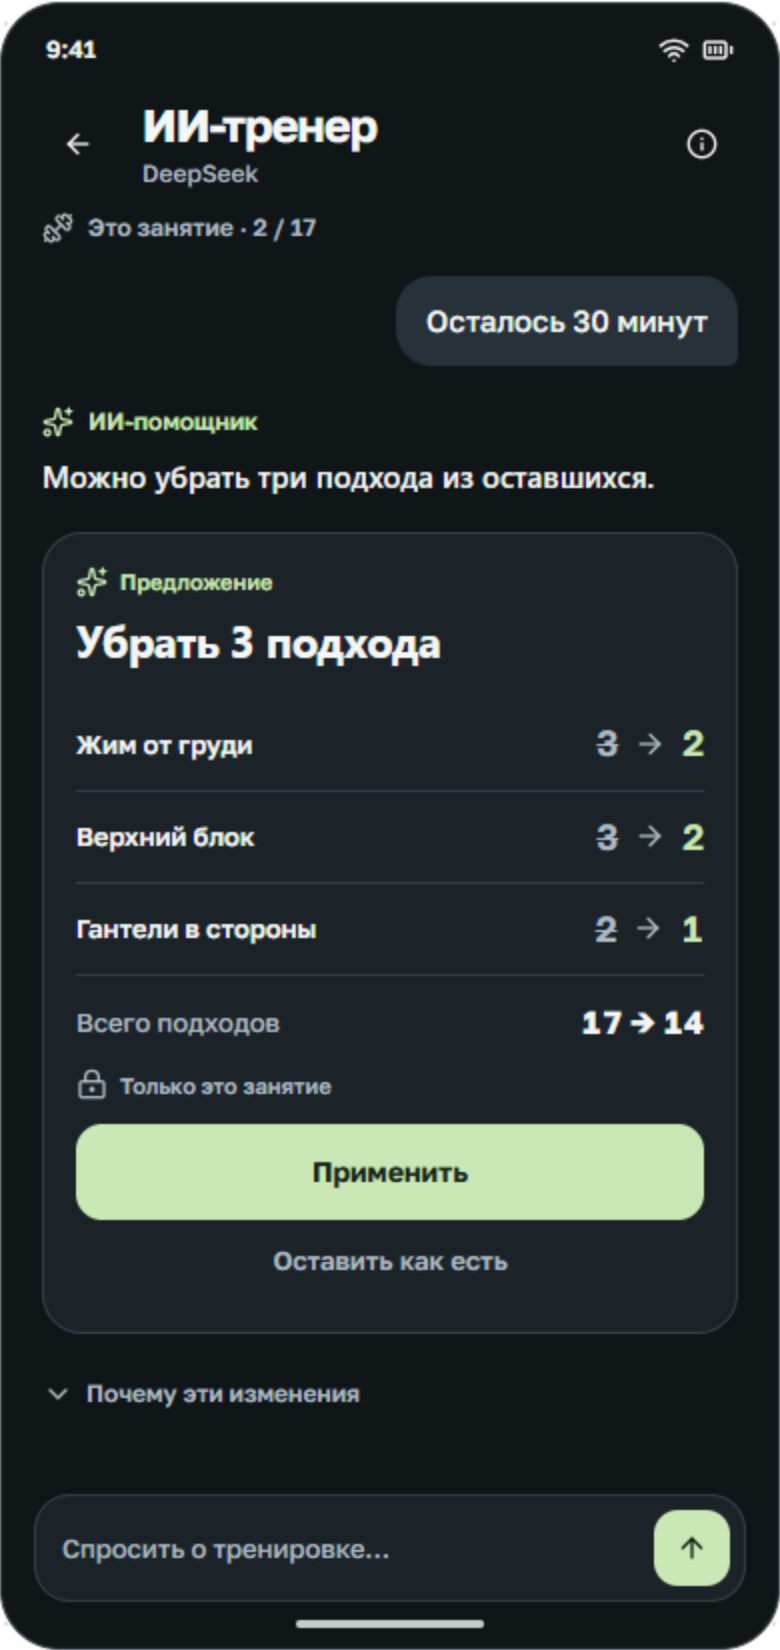 9:41
ИИ-тренер
DeepSeek
Это занятие · 2 / 17
Осталось 30 минут
ИИ-помощник
Можно убрать три подхода из оставшихся.
Предложение
Убрать 3 подхода
Жим от груди 3 → 2
Верхний блок 3 → 2
Гантели в стороны 2 → 1
Всего подходов 17 → 14
Только это занятие
Применить
Оставить как есть
Почему эти изменения
Спросить о тренировке...